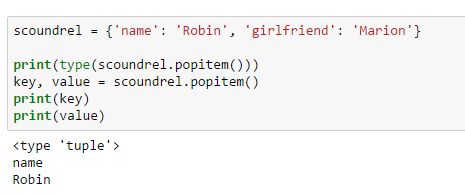 scoundrel = {'name': 'Robin', 'girlfriend': 'Marion'}
print(type(scoundrel.popitem()))
key, value = scoundrel.popitem()
print(key)
print(value)
<type 'tuple'>
name
Robin